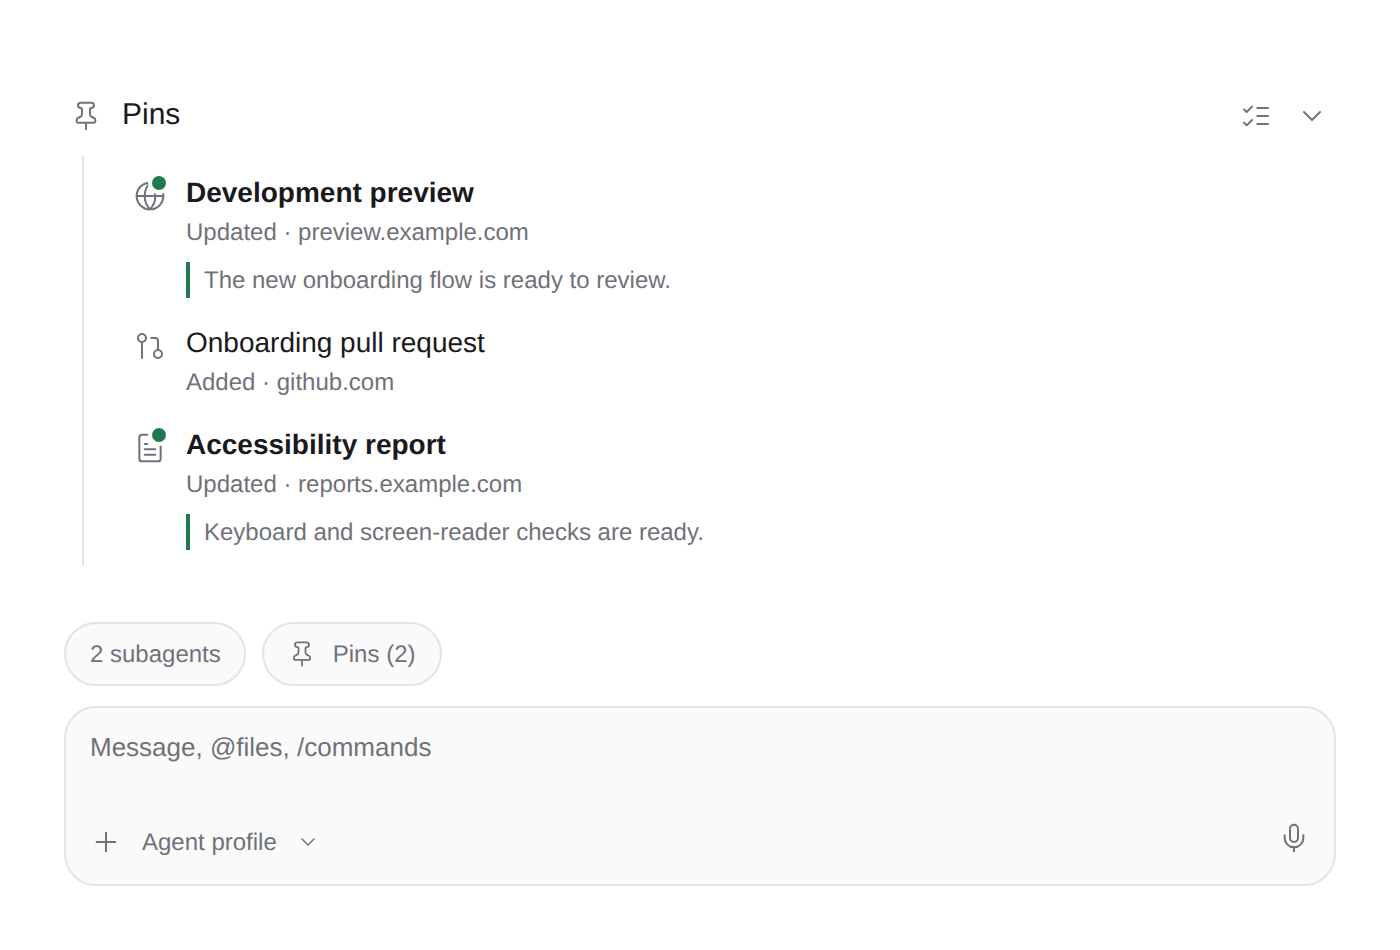 Pins
Development preview
Updated · preview.example.com
The new onboarding flow is ready to review.
Onboarding pull request
Added · github.com
Accessibility report
Updated · reports.example.com
Keyboard and screen-reader checks are ready.
2 subagents
Pins (2)
Message, @files, /commands
Agent profile